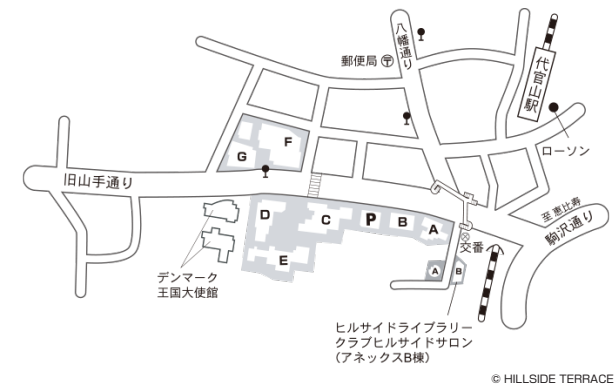 八幡通り
郵便局
代官山駅
ローソン
F
G
旧山手通り
至 恵比寿
駒沢通り
D
C
P
B
A
E
交番
A
B
デンマーク
王国大使館
ヒルサイドライブラリー
クラブヒルサイドサロン
(アネックスB棟)
© HILLSIDE TERRACE